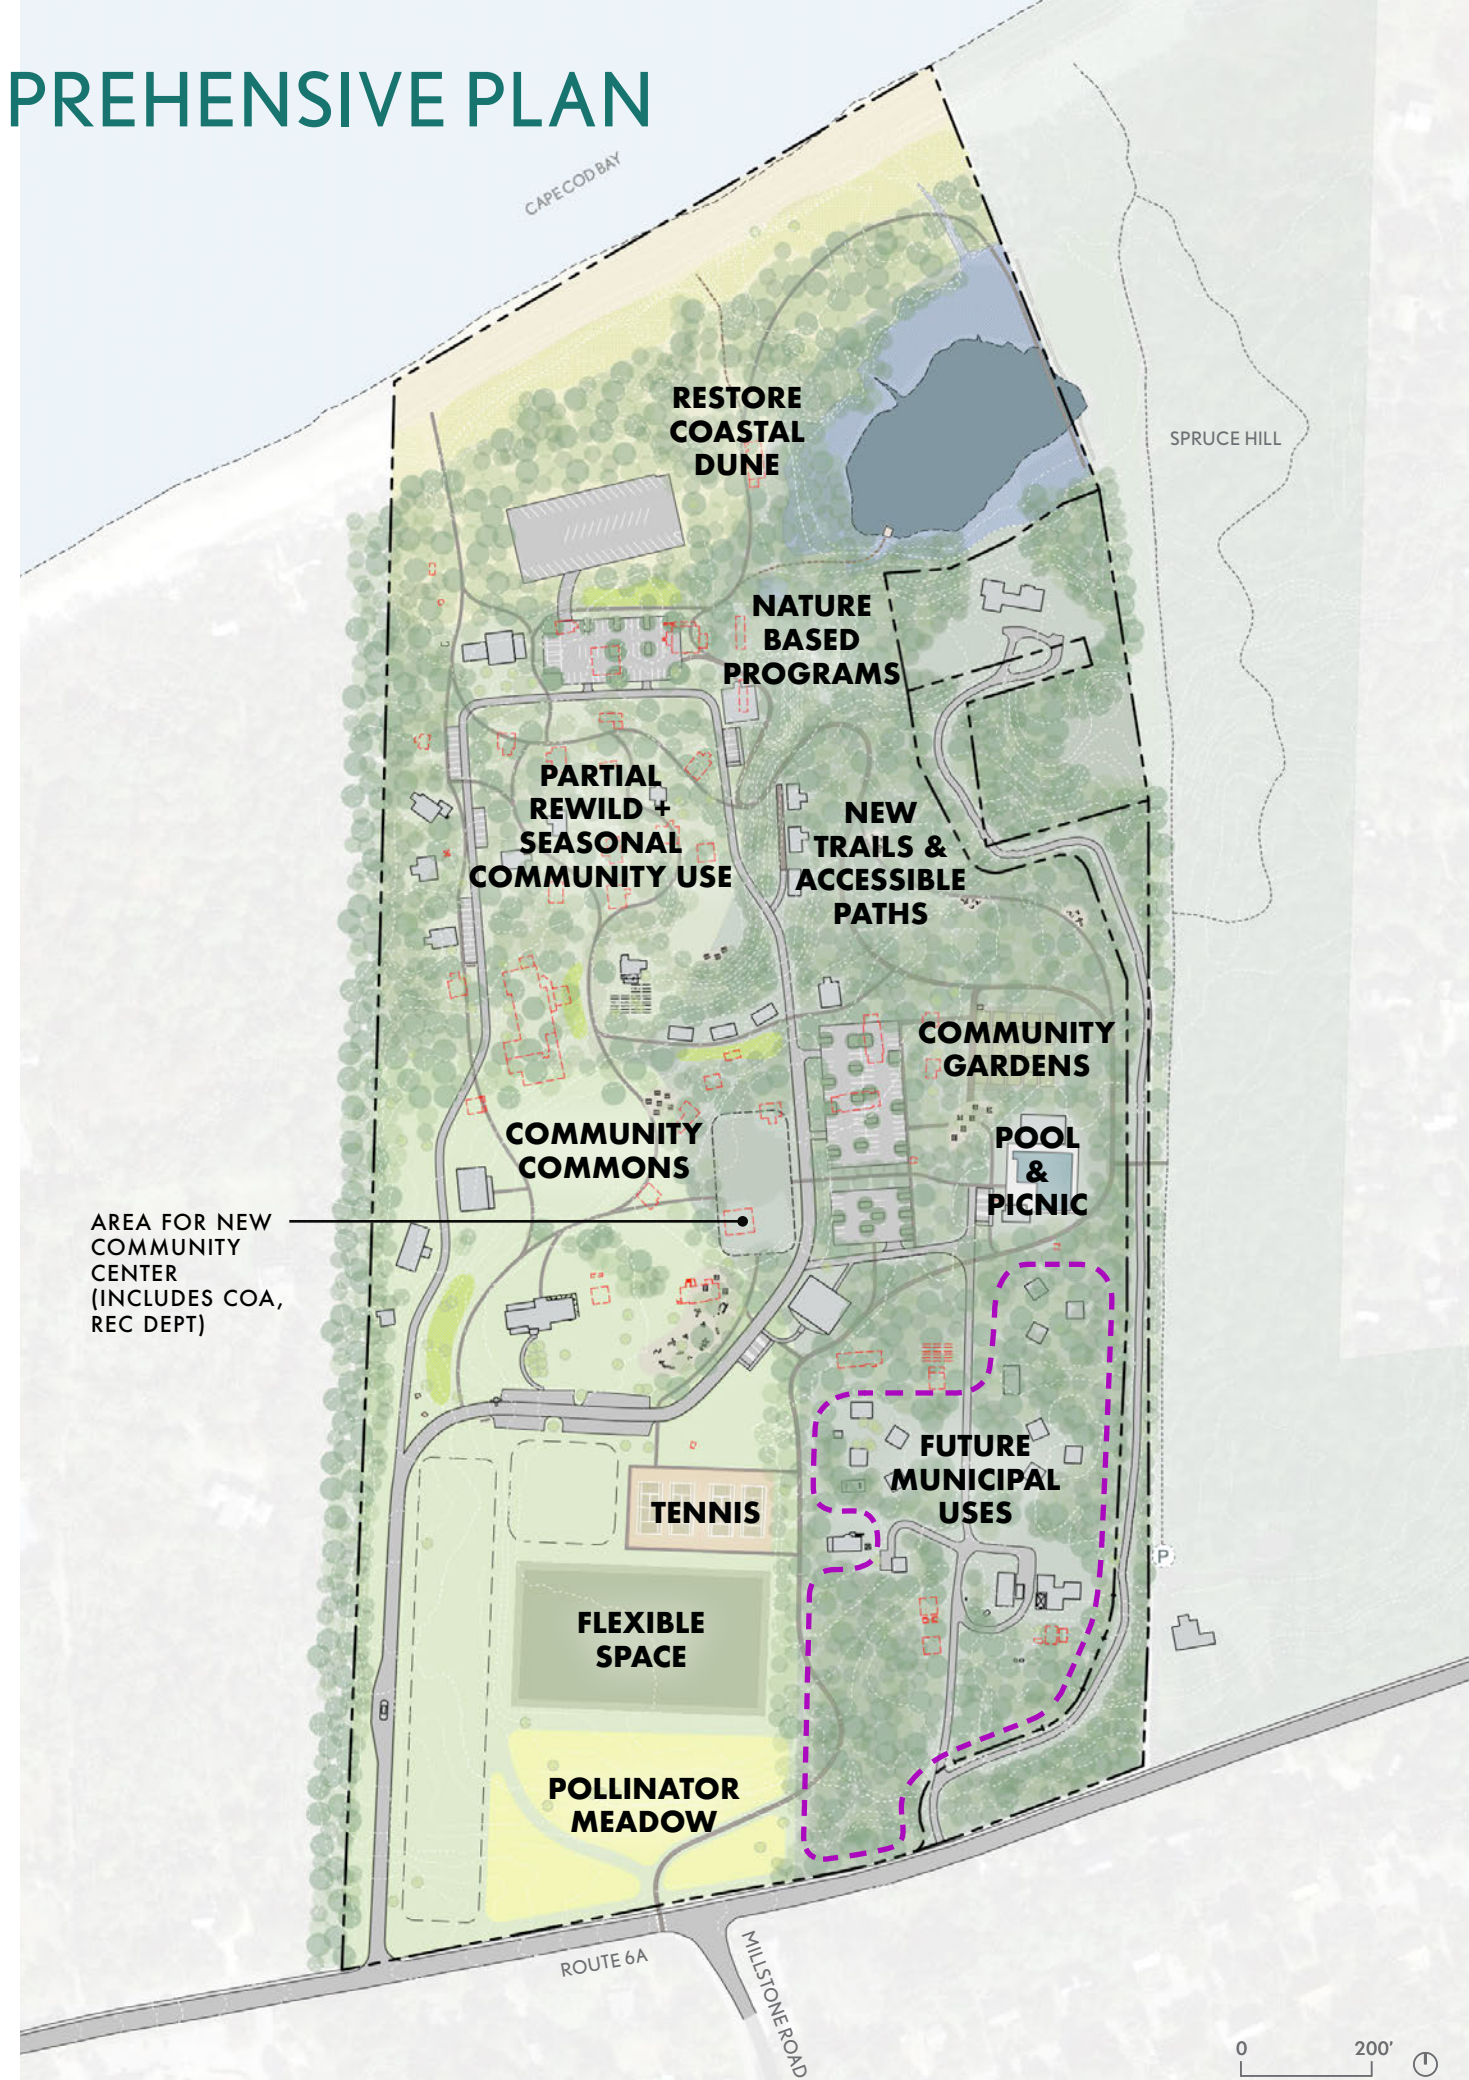 PREHENSIVE PLAN
CAPE COD BAY
RESTORE
COASTAL
DUNE
SPRUCE HILL
NATURE
BASED
PROGRAMS
PARTIAL
REWILD +
SEASONAL
COMMUNITY USE
NEW
TRAILS &
ACCESSIBLE
PATHS
COMMUNITY
GARDENS
COMMUNITY
COMMONS
POOL
&
PICNIC
AREA FOR NEW
COMMUNITY
CENTER
(INCLUDES COA,
REC DEPT)
FUTURE
MUNICIPAL
USES
TENNIS
P
FLEXIBLE
SPACE
POLLINATOR
MEADOW
ROUTE 6A
MILLSTONE ROAD
0 200'